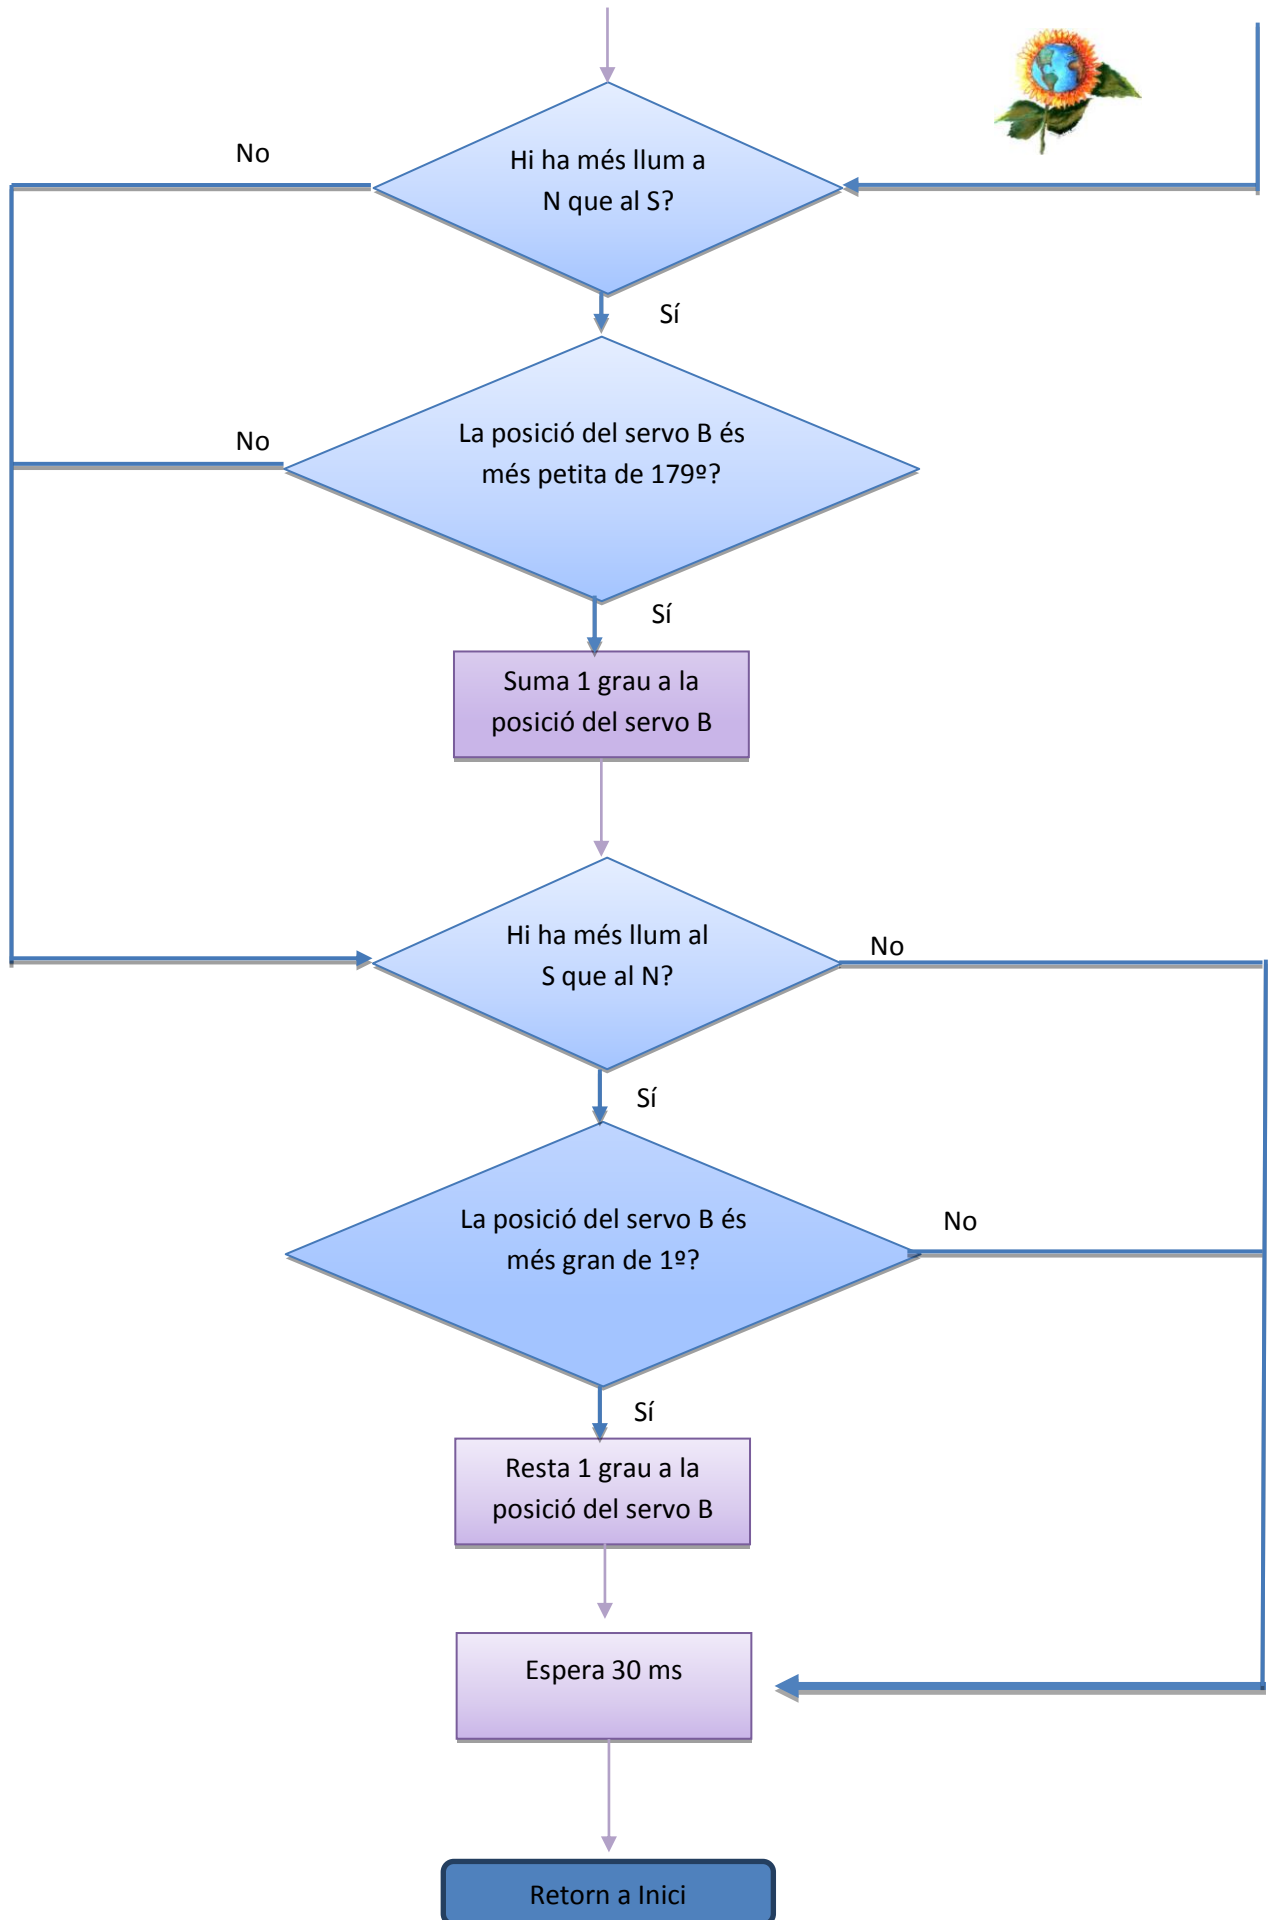 No
Hi ha més llum a
N que al S?
Sí
No
La posició del servo B és
més petita de 179º?
Sí
Suma 1 grau a la
posició del servo B
Hi ha més llum al
S que al N?
No
Sí
La posició del servo B és
més gran de 1º?
No
Sí
Resta 1 grau a la
posició del servo B
Espera 30 ms
Retorn a Inici